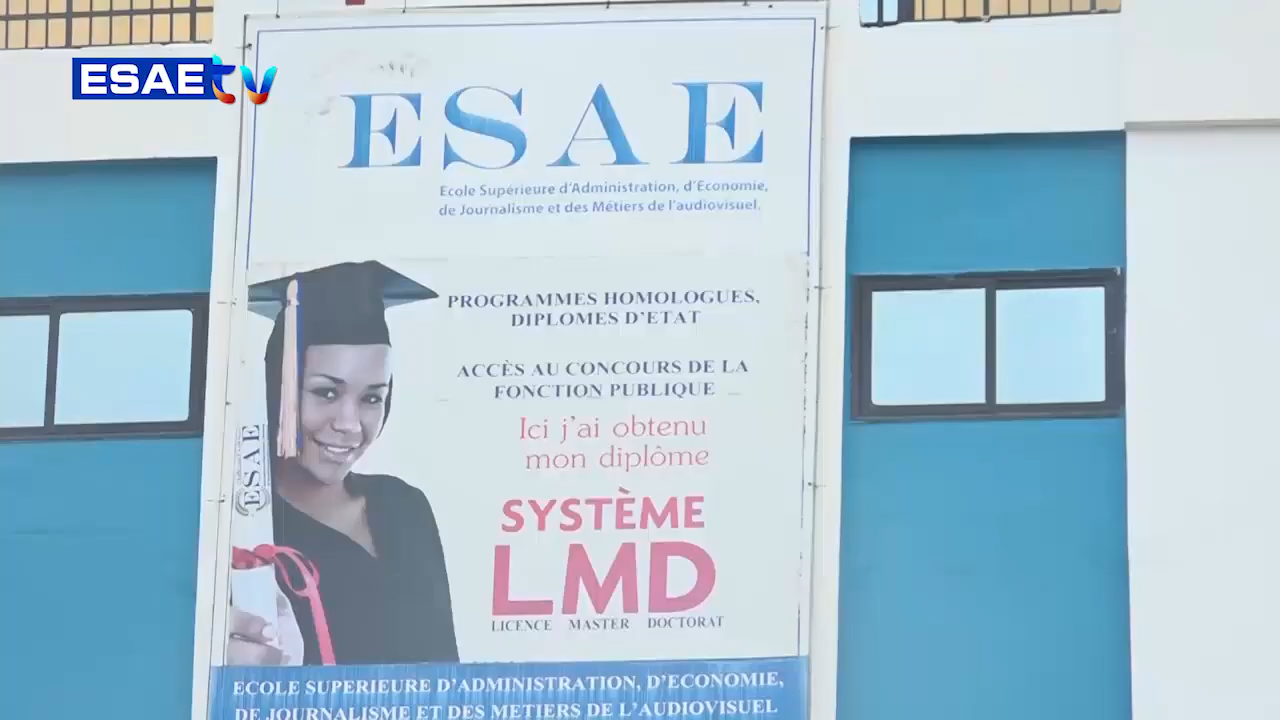 ESAEtv
ESAE
Ecole Supérieure d'Administration, d'Economie,
de Journalisme et des Métiers de l'audiovisuel.
PROGRAMMES HOMOLOGUES,
DIPLOMES D'ETAT
ACCÈS AU CONCOURS DE LA
FONCTION PUBLIQUE
Ici j'ai obtenu
mon diplôme
ESAE
SYSTÈME
LMD
LICENCE MASTER DOCTORAT
ECOLE SUPERIEURE D'ADMINISTRATION, D'ECONOMIE,
DE JOURNALISME ET DES METIERS DE L'AUDIOVISUEL